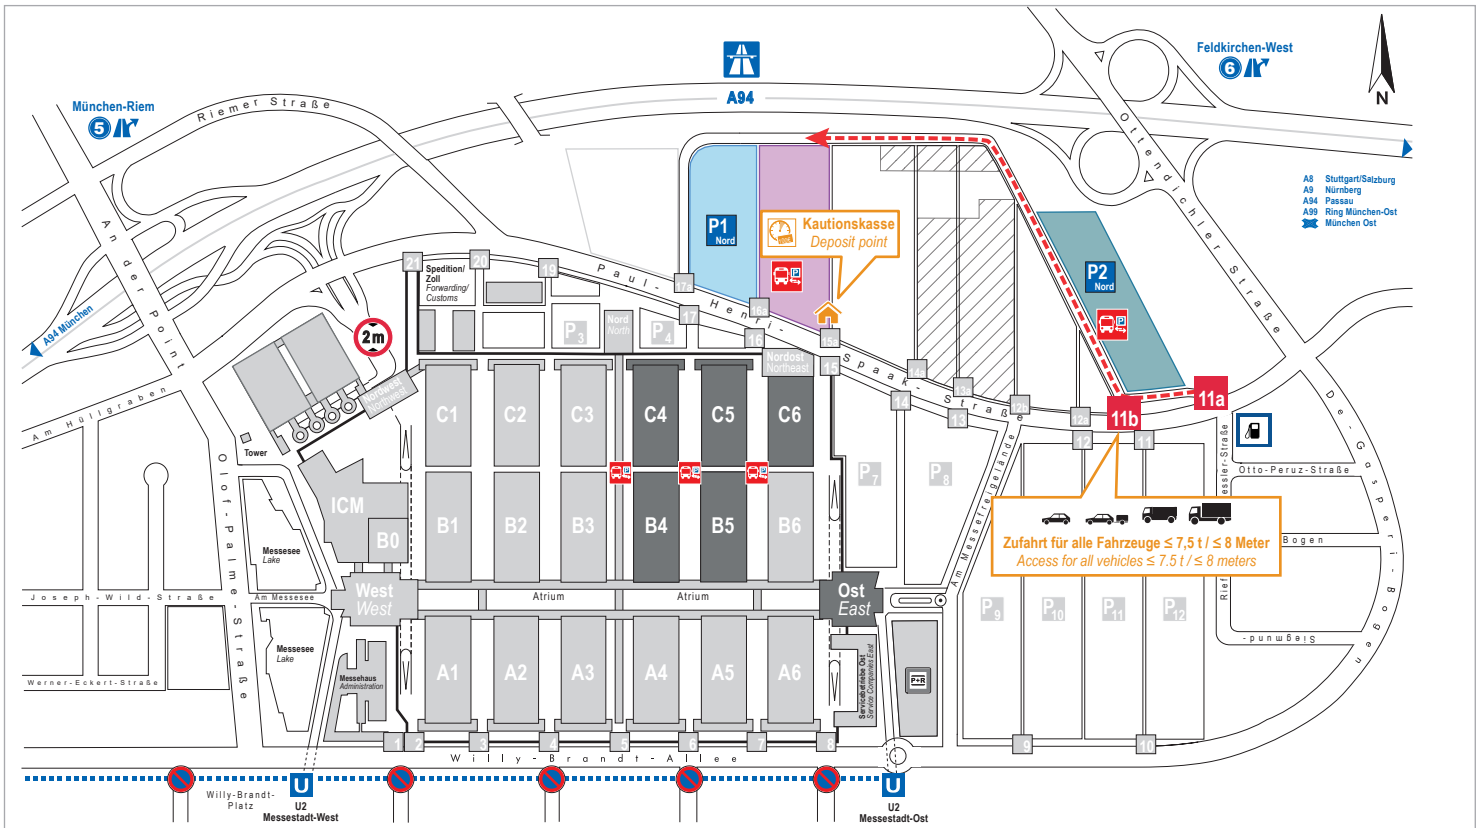 A94
Feldkirchen-West
6
N
München-Riem
5
Riemer Straße
An der Point
Ottendichler Straße
A8 Stuttgart/Salzburg
A9 Nürnberg
A94 Passau
A99 Ring München-Ost
München Ost
P1
Nord
Kautionskasse
Deposit point
P2
Nord
21
Spedition/
Zoll
Forwarding/
Customs
20
19
Paul-Henri-Spaak-Straße
17a
17
16a
16
15a
15
14a
14
13a
13
12b
12a
12
11b
11a
11
A94 München
2m
P3
Nord
North
P4
Nordost
Northeast
Nordwest
Northwest
Am Hüllgraben
Tower
Olof-Palme-Straße
C1
C2
C3
C4
C5
C6
P7
P8
Am Messefreigelände
Otto-Peruz-Straße
De-Gasperi-Bogen
ICM
B0
B1
B2
B3
B4
B5
B6
Zufahrt für alle Fahrzeuge ≤ 7,5 t / ≤ 8 Meter
Access for all vehicles ≤ 7.5 t / ≤ 8 meters
Bogen
Messesee
Lake
Joseph-Wild-Straße
Am Messesee
West
West
Atrium
Atrium
Ost
East
P9
P10
P11
P12
Siegmund-
Messesee
Lake
Werner-Eckert-Straße
Messehaus
Administration
A1
A2
A3
A4
A5
A6
Servicebetriebe Ost
Service Companies East
P+R
1
2
3
4
5
6
7
8
9
10
Willy-Brandt-Allee
Willy-Brandt-
Platz
U
U2
Messestadt-West
U
U2
Messestadt-Ost